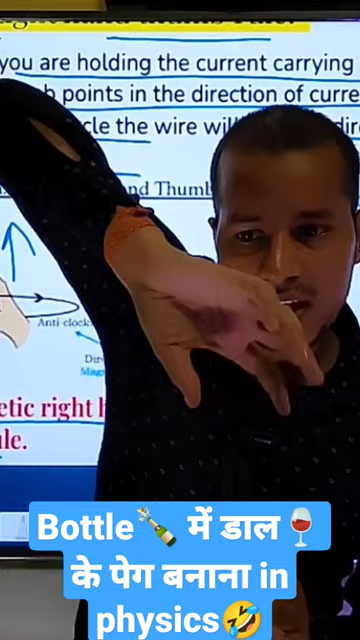 you are holding the current carrying
points in the direction of curre
cle the wire wil
nd Thumb
Anti-clock
Dir
Magn
etic right h
le.
Bottle🍾 में डाल🍷
के पेग बनाना in
physics🤣